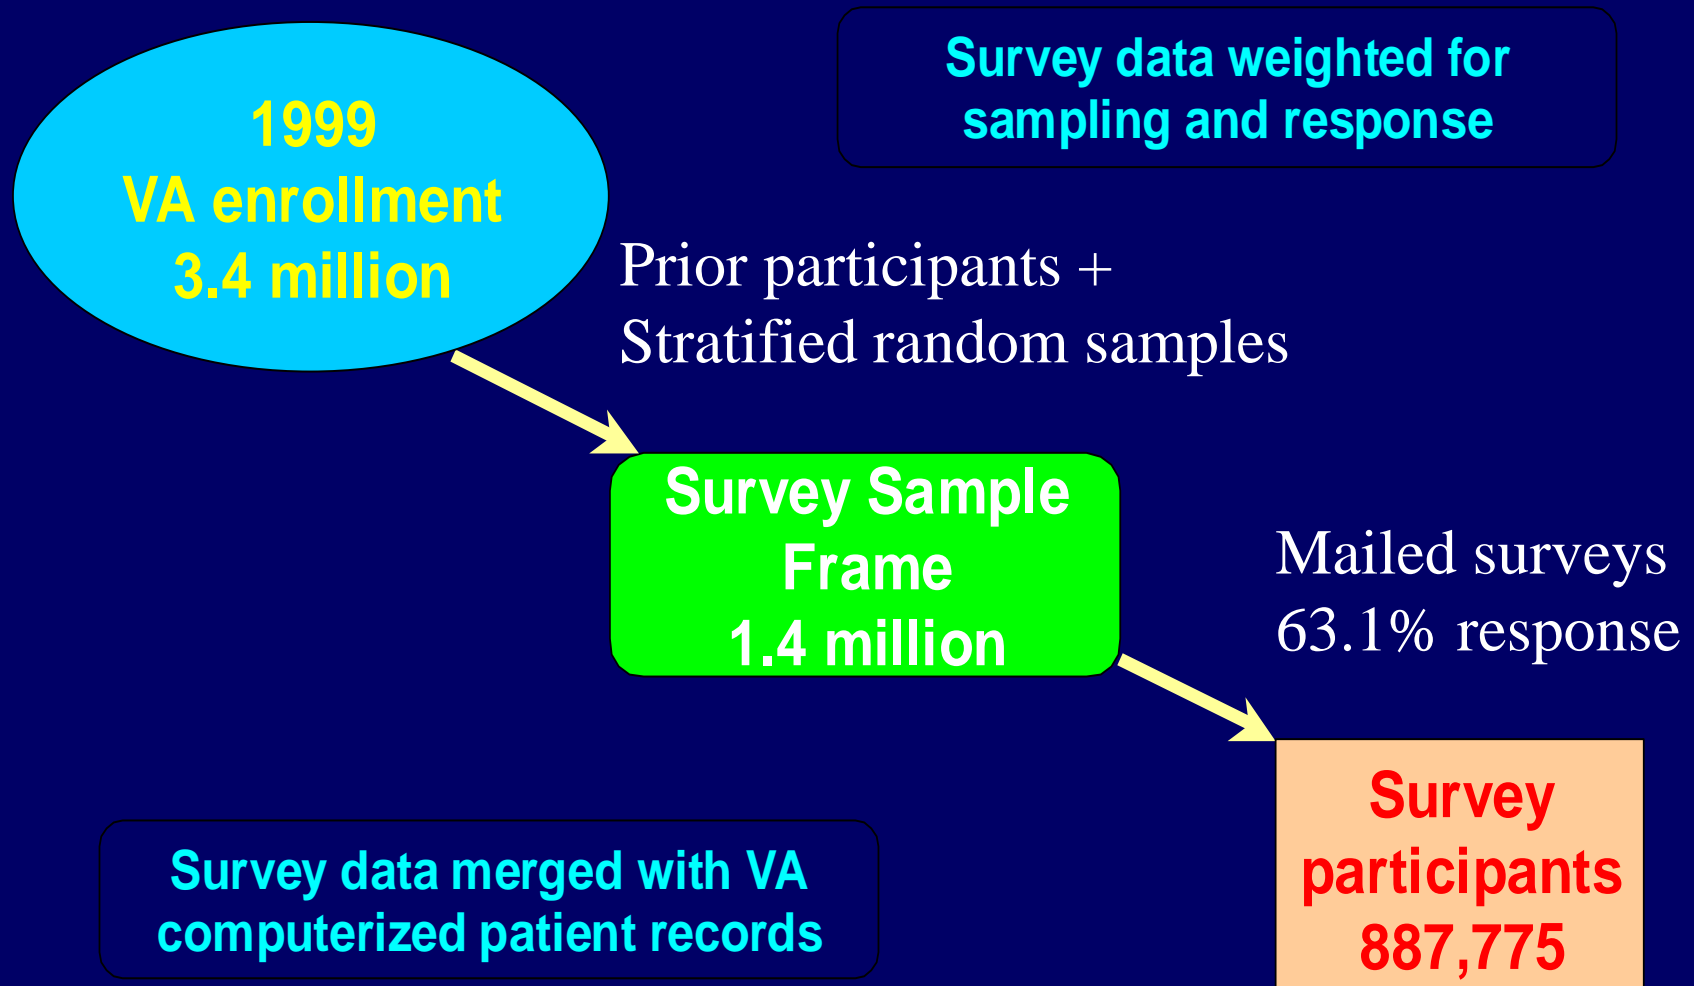 1999
VA enrollment
3.4 million
Survey data weighted for
sampling and response
Prior participants +
Stratified random samples
Survey Sample
Frame
1.4 million
Mailed surveys
63.1% response
Survey
participants
887,775
Survey data merged with VA
computerized patient records